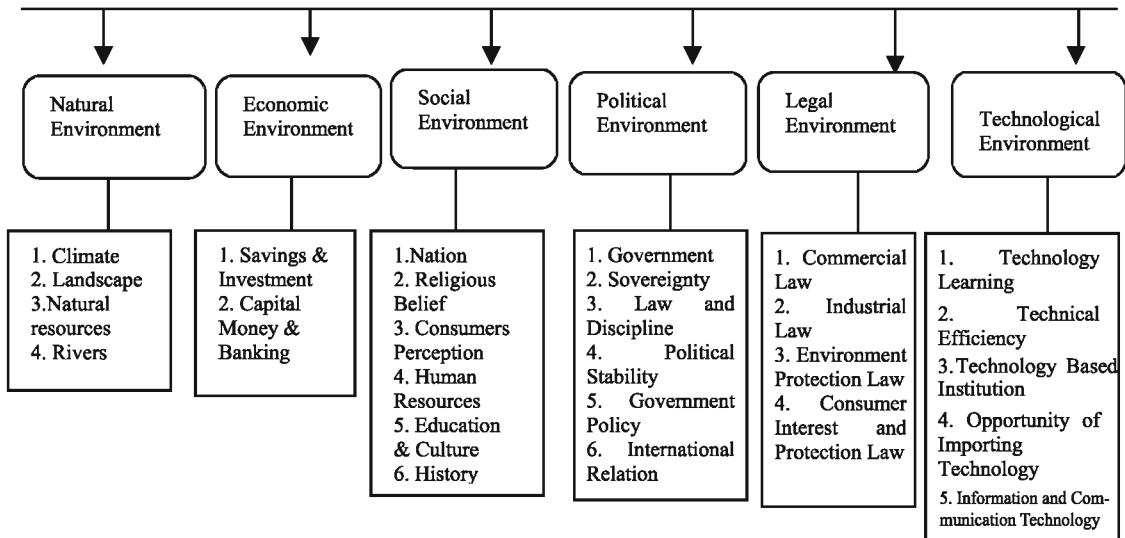 Natural
Environment
Economic
Environment
Social
Environment
Political
Environment
Legal
Environment
Technological
Environment
1. Climate
2. Landscape
3.Natural
resources
4. Rivers
1. Savings &
Investment
2. Capital
Money &
Banking
1.Nation
2. Religious
Belief
3. Consumers
Perception
4. Human
Resources
5. Education
& Culture
6. History
1. Government
2. Sovereignty
3. Law and
Discipline
4. Political
Stability
5. Government
Policy
6. International
Relation
1. Commercial
Law
2. Industrial
Law
3. Environment
Protection Law
4. Consumer
Interest and
Protection Law
1. Technology
Learning
2. Technical
Efficiency
3.Technology Based
Institution
4. Opportunity of
Importing
Technology
5. Information and Com-
munication Technology